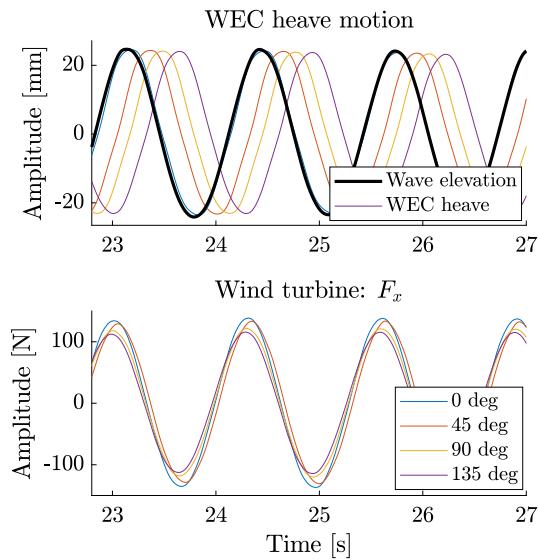 WEC heave motion
Amplitude [mm]
20
0
-20
Wave elevation
WEC heave
23 24 25 26 27
Wind turbine: Fx
Amplitude [N]
100
0
-100
0 deg
45 deg
90 deg
135 deg
23 24 25 26 27
Time [s]